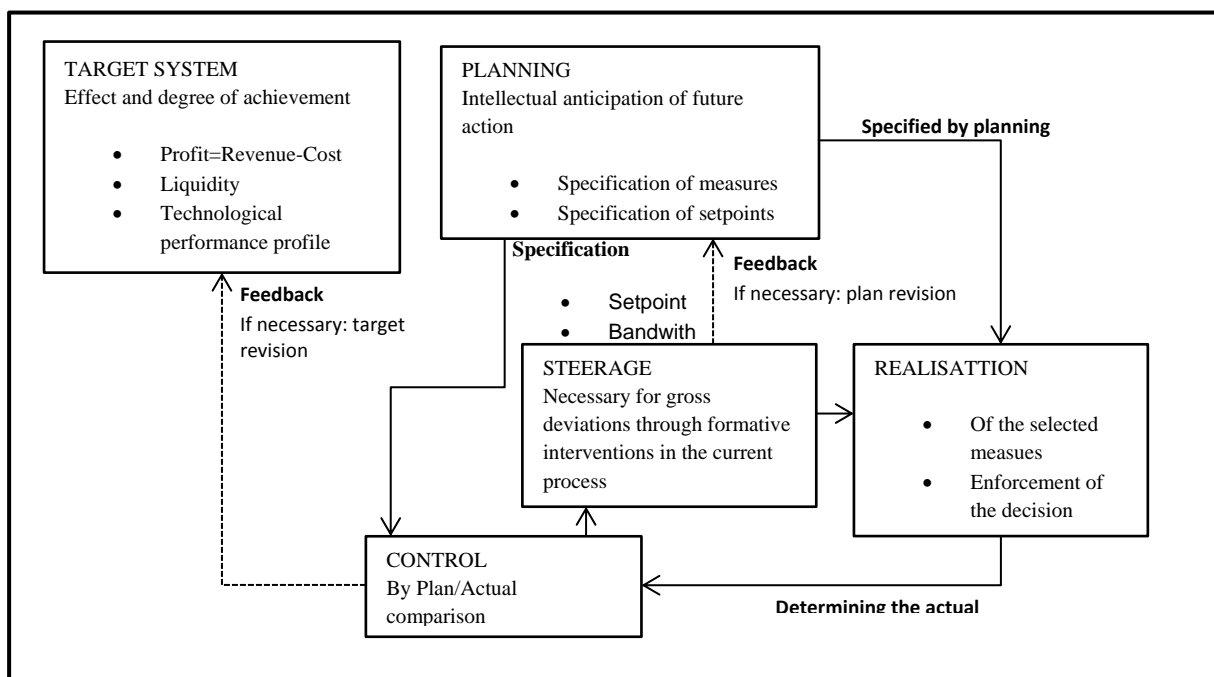 TARGET SYSTEM
Effect and degree of achievement
• Profit=Revenue-Cost
• Liquidity
• Technological
performance profile
PLANNING
Intellectual anticipation of future
action
• Specification of measures
• Specification of setpoints
Specified by planning
Specification
• Setpoint
• Bandwith
Feedback
If necessary: plan revision
Feedback
If necessary: target
revision
STEERAGE
Necessary for gross
deviations through formative
interventions in the current
process
REALISATTION
• Of the selected
measues
• Enforcement of
the decision
CONTROL
By Plan/Actual
comparison
Determining the actual